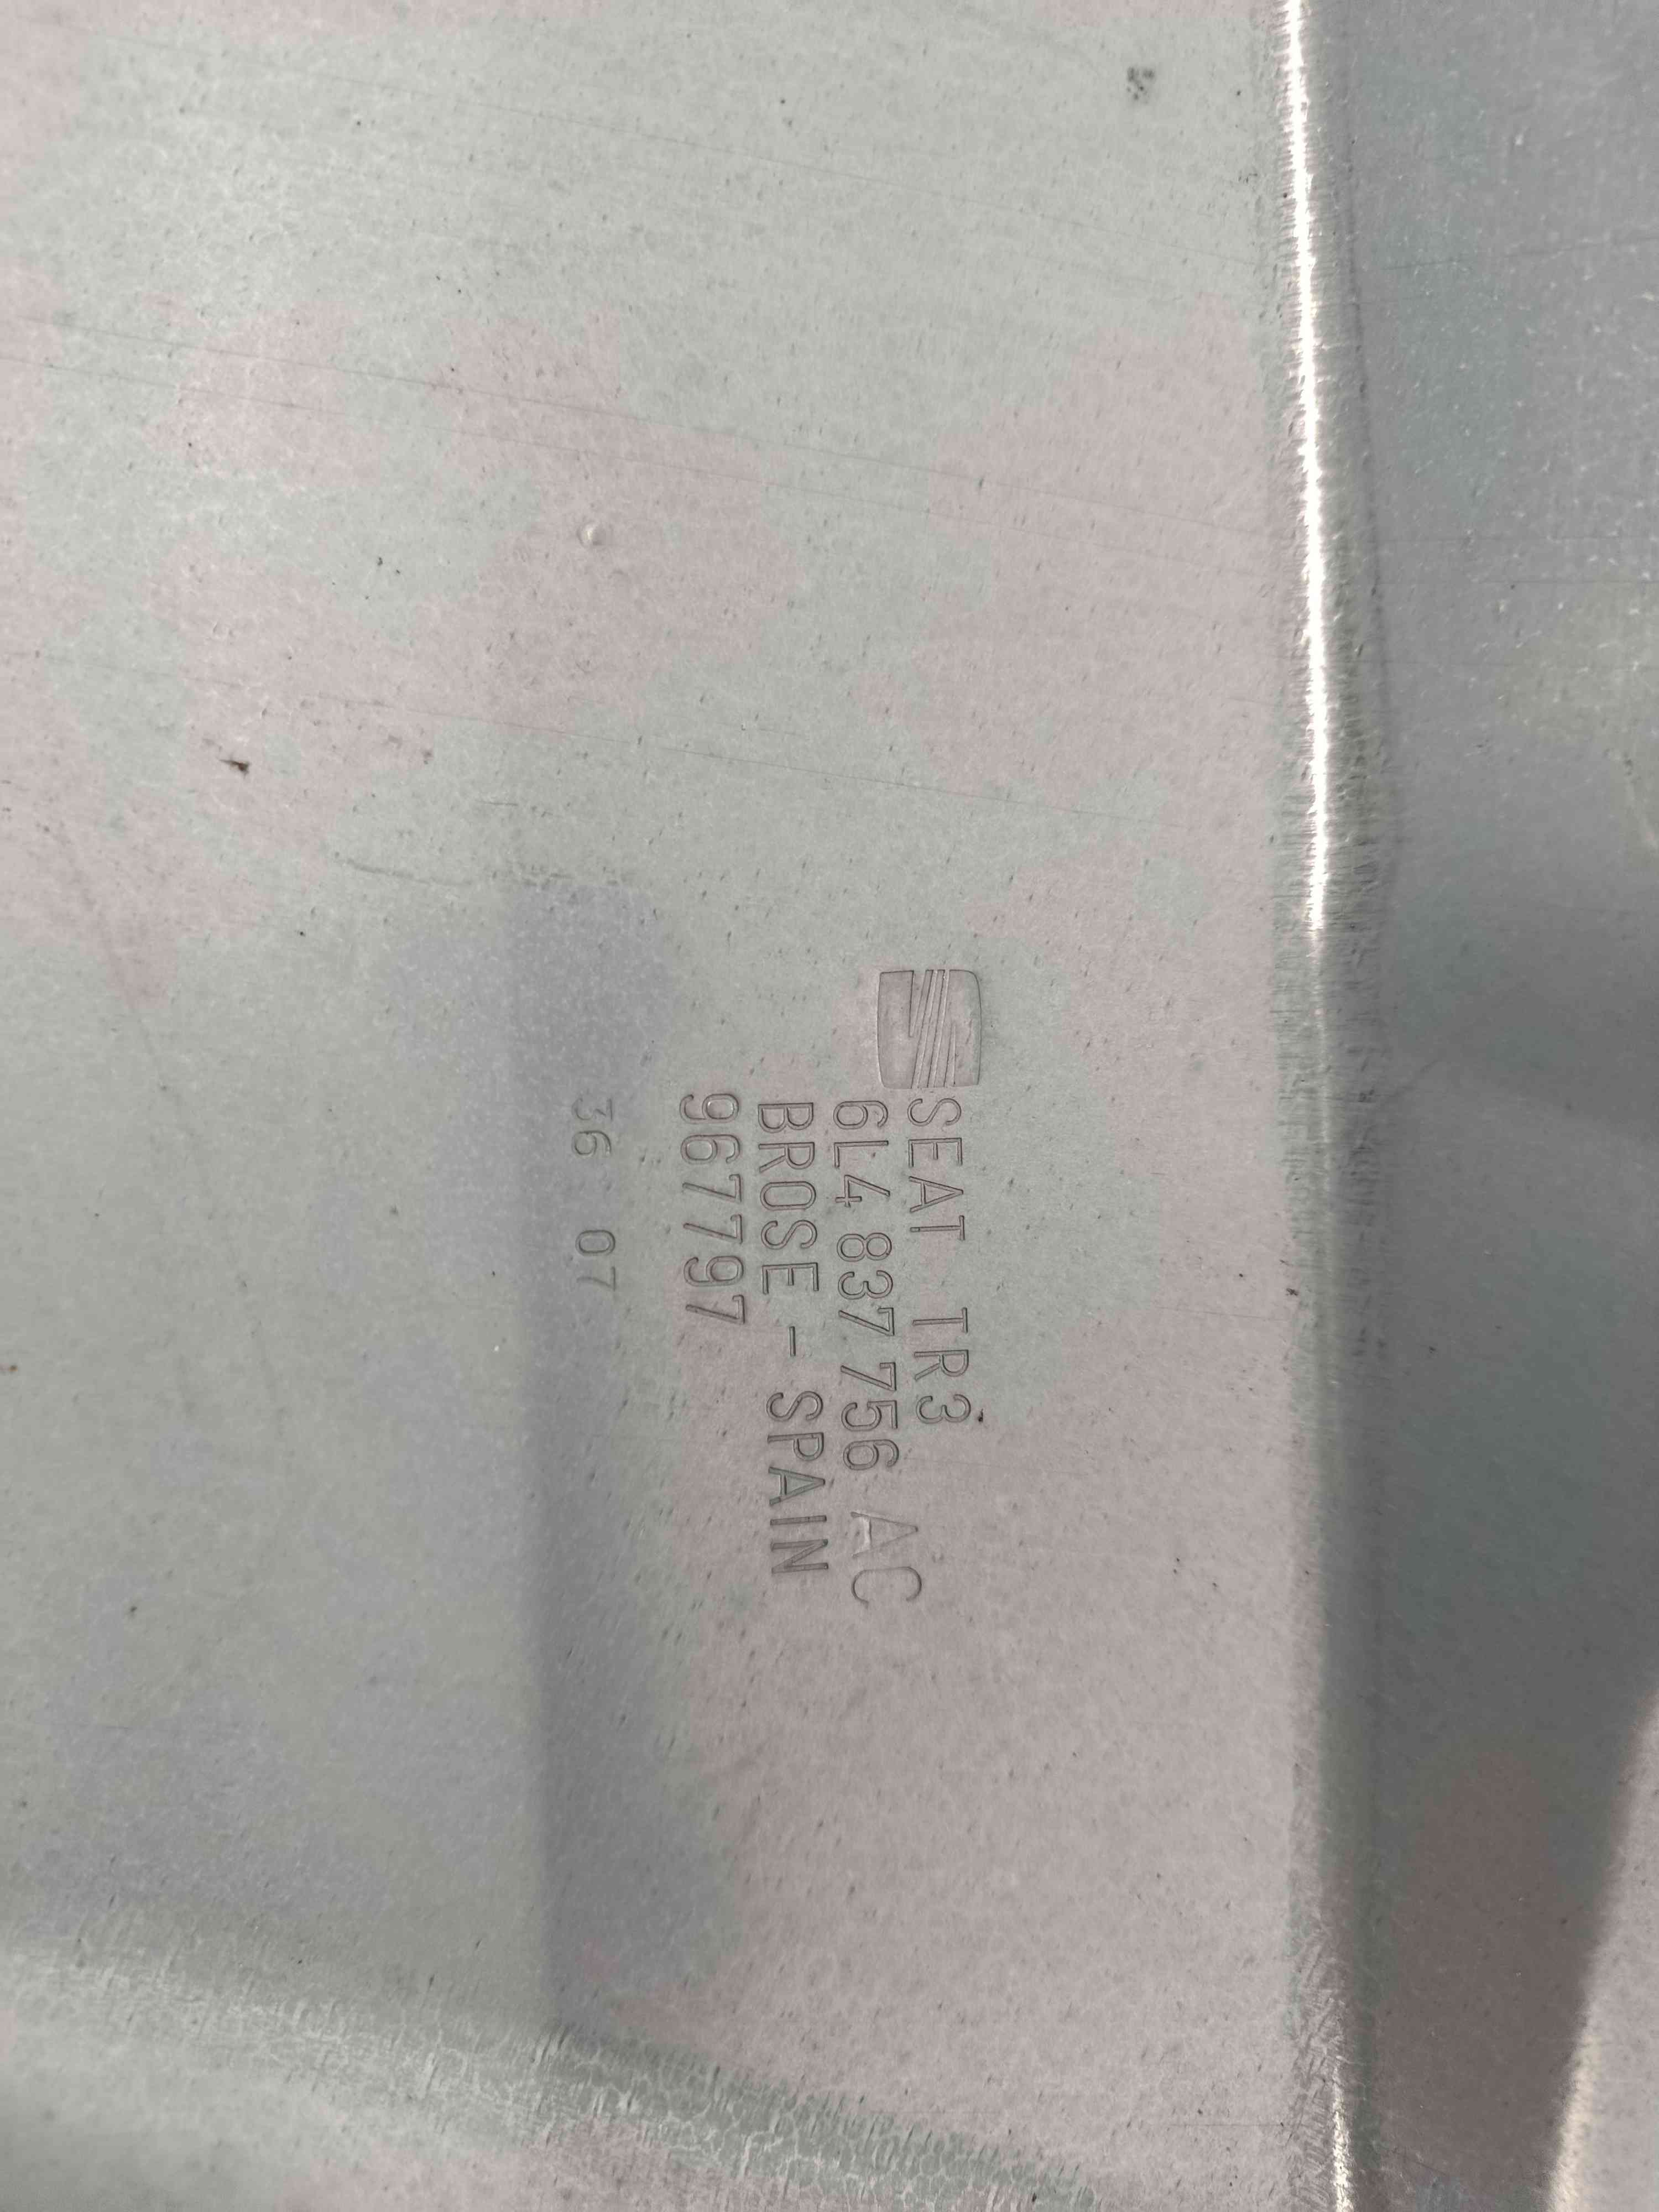 SEAT TR3
6L4 837 756 AC
BROSE - SPAIN
967797
36 07